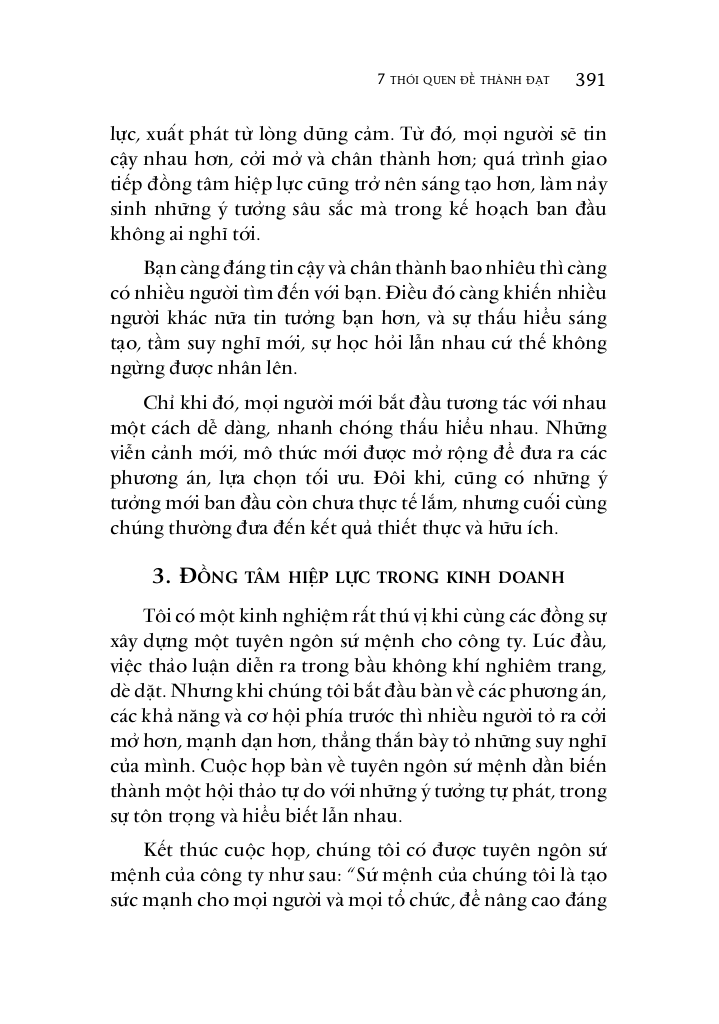 7 THÓI QUEN ĐỂ THÀNH ĐẠT 391
lực, xuất phát từ lòng dũng cảm. Từ đó, mọi người sẽ tin
cậy nhau hơn, cởi mở và chân thành hơn; quá trình giao
tiếp đồng tâm hiệp lực cũng trở nên sáng tạo hơn, làm nảy
sinh những ý tưởng sâu sắc mà trong kế hoạch ban đầu
không ai nghĩ tới.
Bạn càng đáng tin cậy và chân thành bao nhiêu thì càng
có nhiều người tìm đến với bạn. Điều đó càng khiến nhiều
người khác nữa tin tưởng bạn hơn, và sự thấu hiểu sáng
tạo, tầm suy nghĩ mới, sự học hỏi lẫn nhau cứ thế không
ngừng được nhân lên.
Chỉ khi đó, mọi người mới bắt đầu tương tác với nhau
một cách dễ dàng, nhanh chóng thấu hiểu nhau. Những
viễn cảnh mới, mô thức mới được mở rộng để đưa ra các
phương án, lựa chọn tối ưu. Đôi khi, cũng có những ý
tưởng mới ban đầu còn chưa thực tế lắm, nhưng cuối cùng
chúng thường đưa đến kết quả thiết thực và hữu ích.
3. ĐỒNG TÂM HIỆP LỰC TRONG KINH DOANH
Tôi có một kinh nghiệm rất thú vị khi cùng các đồng sự
xây dựng một tuyên ngôn sứ mệnh cho công ty. Lúc đầu,
việc thảo luận diễn ra trong bầu không khí nghiêm trang,
dè dặt. Nhưng khi chúng tôi bắt đầu bàn về các phương án,
các khả năng và cơ hội phía trước thì nhiều người tỏ ra cởi
mở hơn, mạnh dạn hơn, thẳng thắn bày tỏ những suy nghĩ
của mình. Cuộc họp bàn về tuyên ngôn sứ mệnh dần biến
thành một hội thảo tự do với những ý tưởng tự phát, trong
sự tôn trọng và hiểu biết lẫn nhau.
Kết thúc cuộc họp, chúng tôi có được tuyên ngôn sứ
mệnh của công ty như sau: “Sứ mệnh của chúng tôi là tạo
sức mạnh cho mọi người và mọi tổ chức, để nâng cao đáng